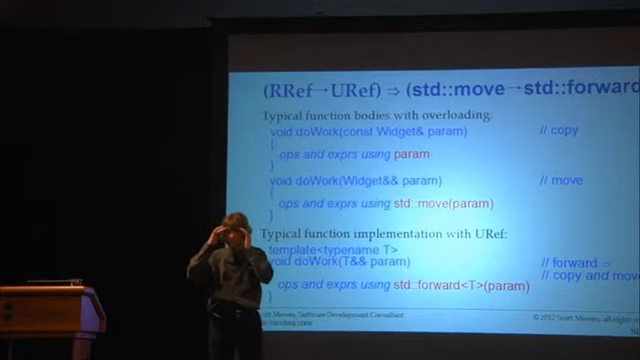 (RRef→URef) ⇒ (std::move→std::forward
Typical function bodies with overloading:
void doWork(const Widget& param) // copy
{
ops and exprs using param
}
void doWork(Widget&& param) // move
{
ops and exprs using std::move(param)
}
Typical function implementation with URef:
template<typename T>
void doWork(T&& param) // forward ⇒
{ // copy and move
ops and exprs using std::forward<T>(param)
}
Software Development Consultant © 2012 Scott Meyers, all rights